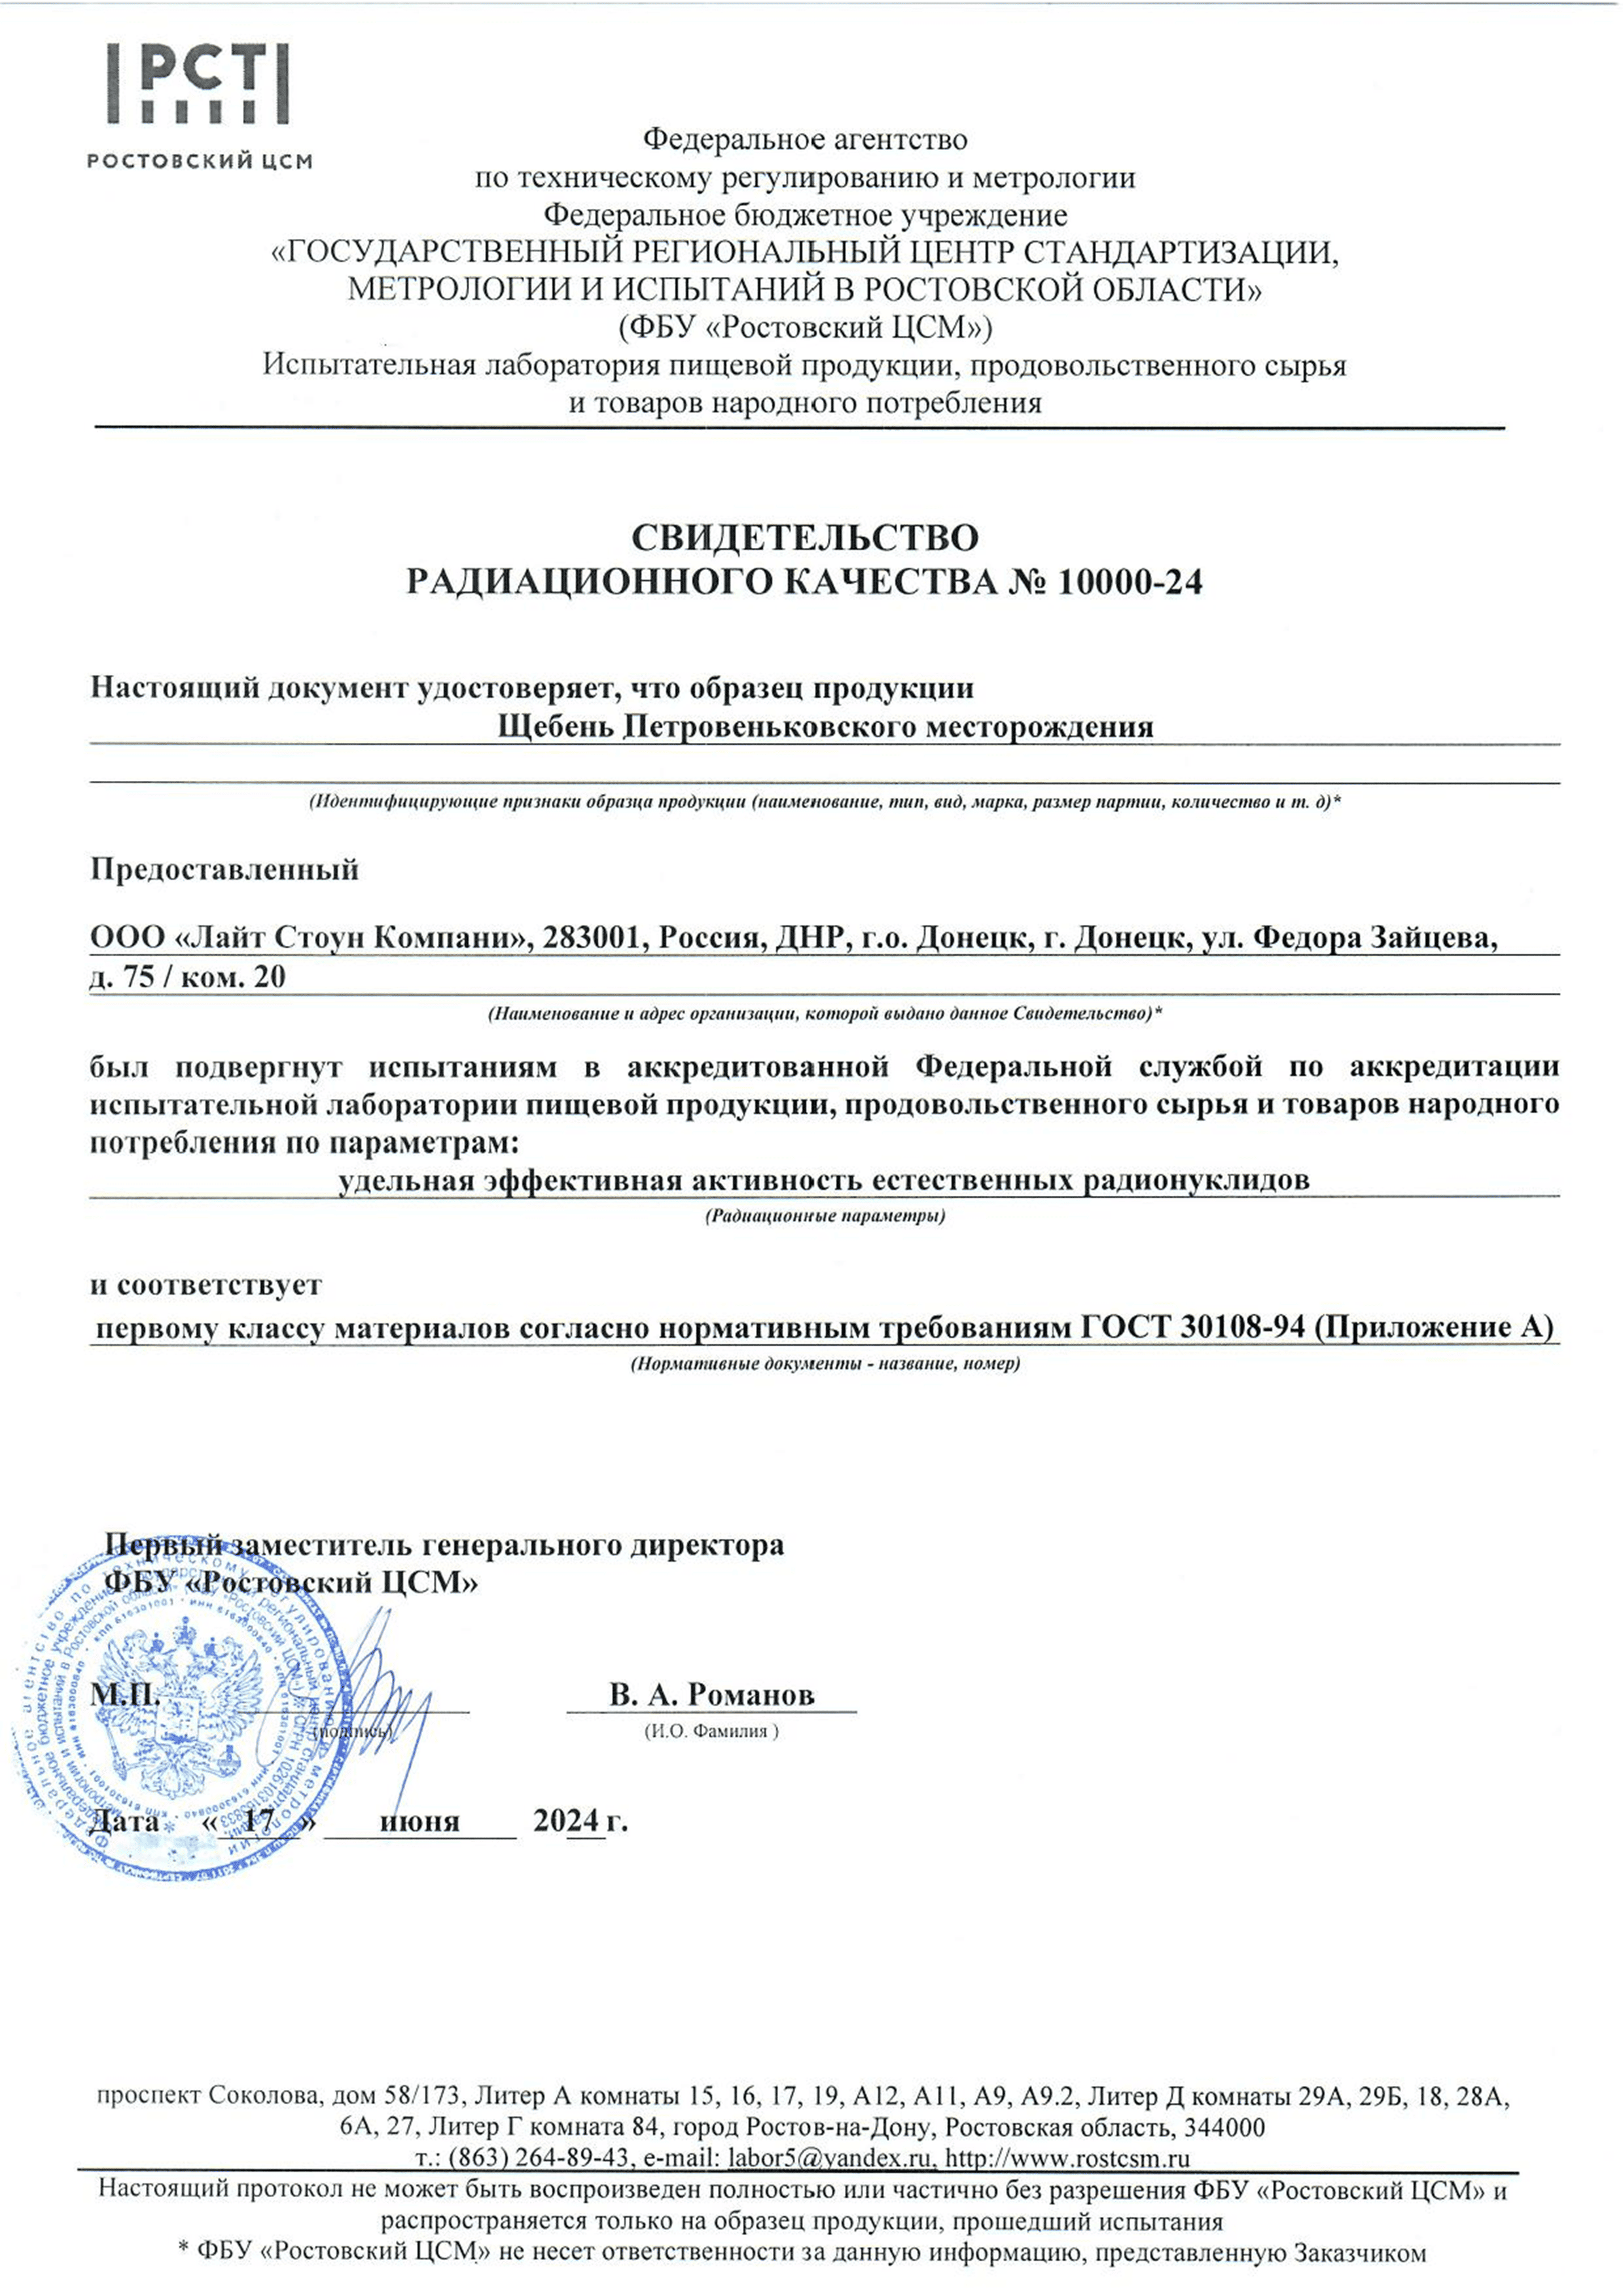 РСТ
РОСТОВСКИЙ ЦСМ
Федеральное агентство
по техническому регулированию и метрологии
Федеральное бюджетное учреждение
«ГОСУДАРСТВЕННЫЙ РЕГИОНАЛЬНЫЙ ЦЕНТР СТАНДАРТИЗАЦИИ,
МЕТРОЛОГИИ И ИСПЫТАНИЙ В РОСТОВСКОЙ ОБЛАСТИ»
(ФБУ «Ростовский ЦСМ»)
Испытательная лаборатория пищевой продукции, продовольственного сырья
и товаров народного потребления
СВИДЕТЕЛЬСТВО
РАДИАЦИОННОГО КАЧЕСТВА № 10000-24
Настоящий документ удостоверяет, что образец продукции
Щебень Петровеньковского месторождения
(Идентифицирующие признаки образца продукции (наименование, тип, вид, марка, размер партии, количество и т. д)*
Предоставленный
ООО «Лайт Стоун Компани», 283001, Россия, ДНР, г.о. Донецк, г. Донецк, ул. Федора Зайцева,
д. 75 / ком. 20
(Наименование и адрес организации, которой выдано данное Свидетельство)*
был подвергнут испытаниям в аккредитованной Федеральной службой по аккредитации
испытательной лаборатории пищевой продукции, продовольственного сырья и товаров народного
потребления по параметрам:
удельная эффективная активность естественных радионуклидов
(Радиационные параметры)
и соответствует
первому классу материалов согласно нормативным требованиям ГОСТ 30108-94 (Приложение А)
(Нормативные документы - название, номер)
Первый заместитель генерального директора
ФБУ «Ростовский ЦСМ»
М.П.
В. А. Романов
(подпись)
(И.О. Фамилия )
Дата « 17 » июня 2024 г.
проспект Соколова, дом 58/173, Литер А комнаты 15, 16, 17, 19, А12, А11, А9, А9.2, Литер Д комнаты 29А, 29Б, 18, 28А,
6А, 27, Литер Г комната 84, город Ростов-на-Дону, Ростовская область, 344000
т.: (863) 264-89-43, e-mail: labor5@yandex.ru, http://www.rostcsm.ru
Настоящий протокол не может быть воспроизведен полностью или частично без разрешения ФБУ «Ростовский ЦСМ» и
распространяется только на образец продукции, прошедший испытания
* ФБУ «Ростовский ЦСМ» не несет ответственности за данную информацию, представленную Заказчиком